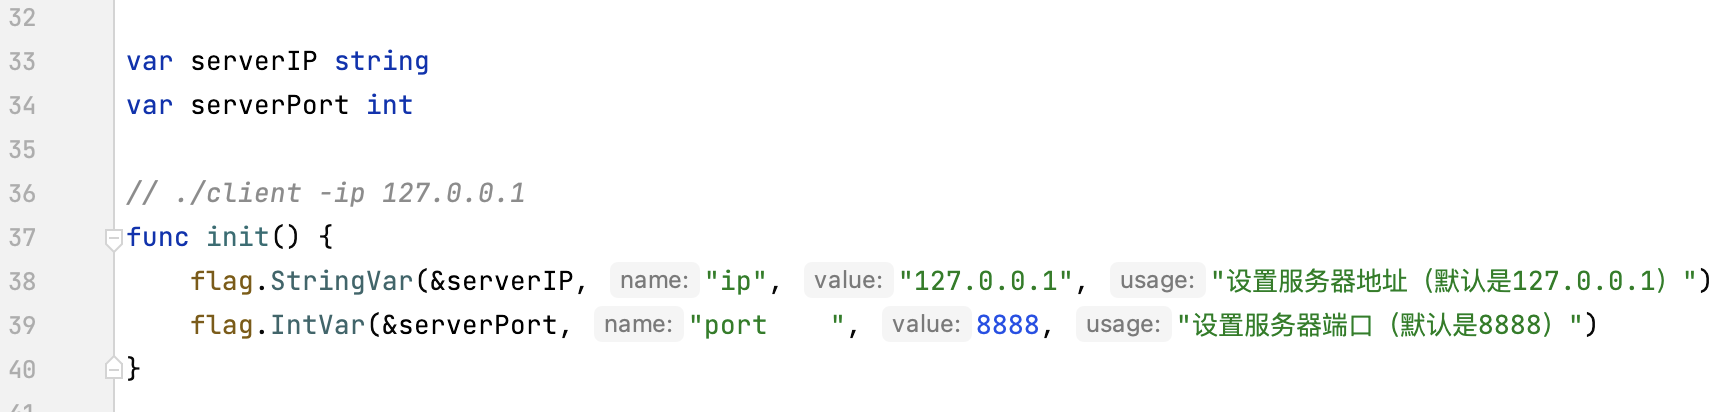 32
33 var serverIP string
34 var serverPort int
35
36 // ./client -ip 127.0.0.1
37 func init() {
38     flag.StringVar(&serverIP, name: "ip", value: "127.0.0.1", usage: "设置服务器地址（默认是127.0.0.1）")
39     flag.IntVar(&serverPort, name: "port    ", value: 8888, usage: "设置服务器端口（默认是8888）")
40 }
41